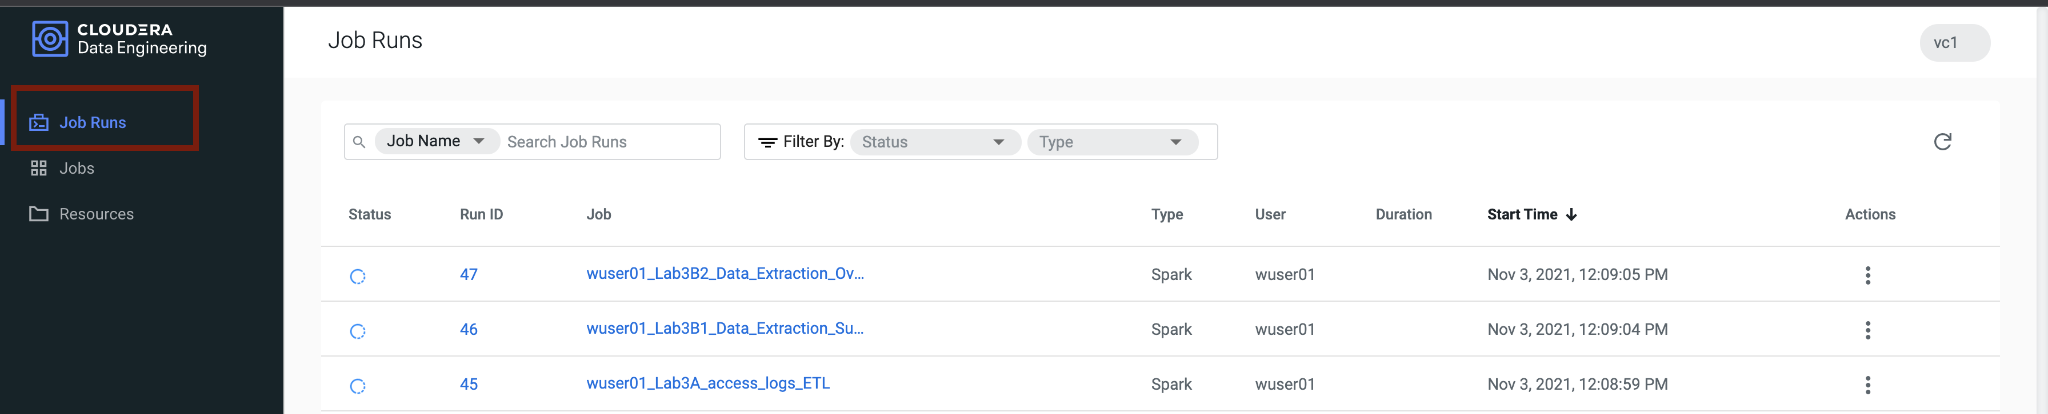 CLOUDERA
Data Engineering
Job Runs
Jobs
Resources
Job Runs
vc1
Job Name Search Job Runs Filter By: Status Type
Status Run ID Job Type User Duration Start Time Actions
47 wuser01_Lab3B2_Data_Extraction_Ov... Spark wuser01 Nov 3, 2021, 12:09:05 PM
46 wuser01_Lab3B1_Data_Extraction_Su... Spark wuser01 Nov 3, 2021, 12:09:04 PM
45 wuser01_Lab3A_access_logs_ETL Spark wuser01 Nov 3, 2021, 12:08:59 PM